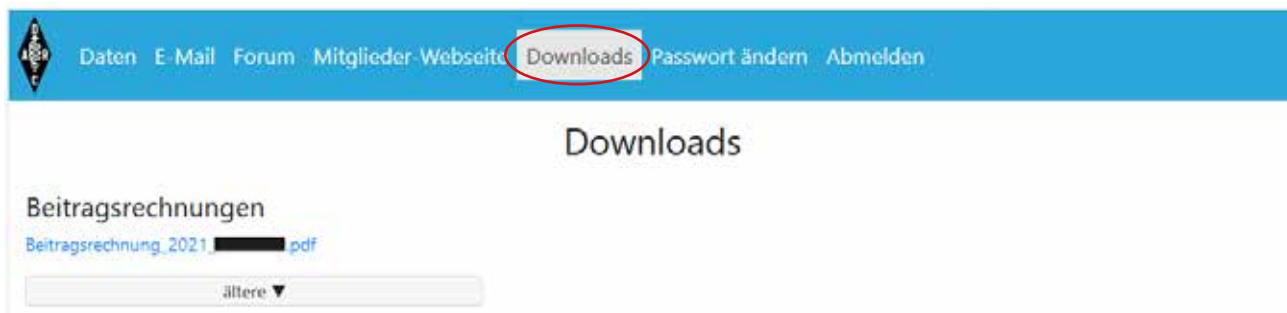 Daten E-Mail Forum Mitglieder-Webseite Downloads Passwort ändern Abmelden
Downloads
Beitragsrechnungen
Beitragsrechnung_2021_ .pdf
ältere ▼